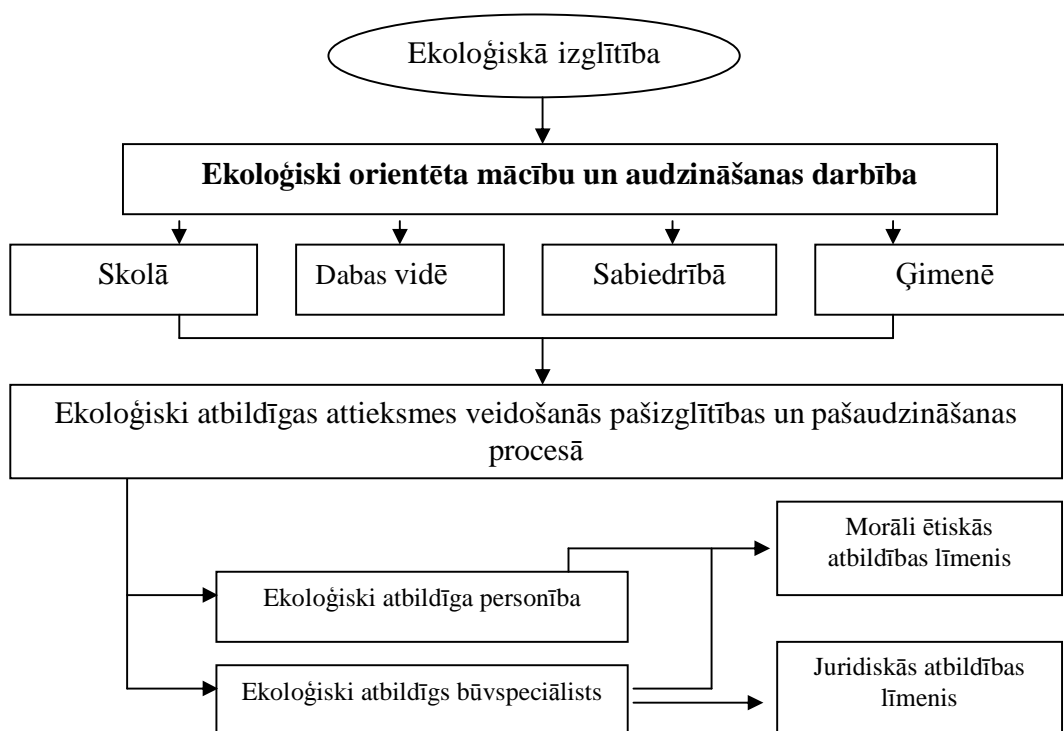 Ekoloģiskā izglītība
Ekoloģiski orientēta mācību un audzināšanas darbība
Skolā
Dabas vidē
Sabiedrībā
Ģimenē
Ekoloģiski atbildīgas attieksmes veidošanās pašizglītības un pašaudzināšanas
procesā
Morāli ētiskās
atbildības līmenis
Ekoloģiski atbildīga personība
Juridiskās atbildības
līmenis
Ekoloģiski atbildīgs būvspeciālists